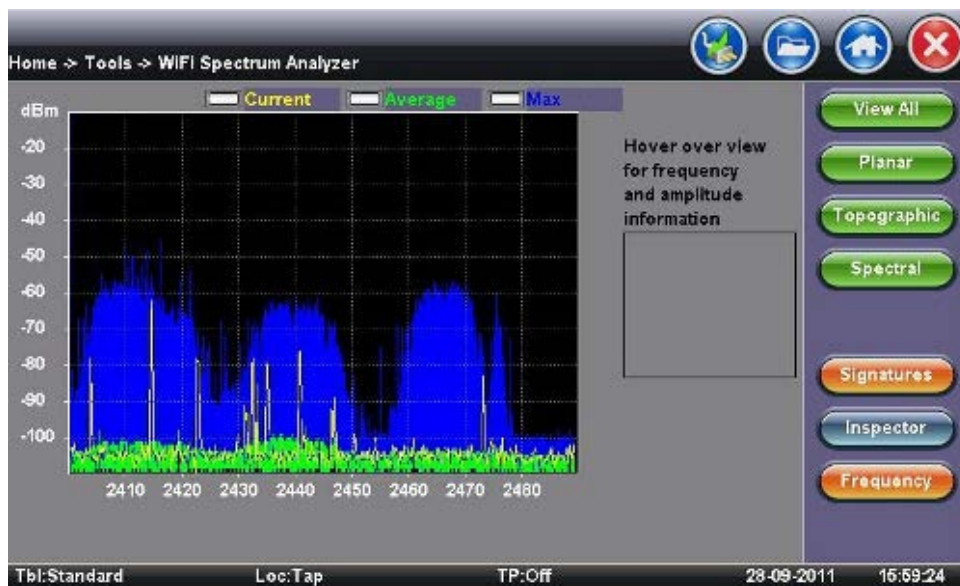 Home -> Tools -> WiFi Spectrum Analyzer
Current Average Max
dBm
-20
-30
-40
-50
-60
-70
-80
-90
-100
2410 2420 2430 2440 2450 2460 2470 2480
Hover over view
for frequency
and amplitude
information
View All
Planar
Topographic
Spectral
Signatures
Inspector
Frequency
Tbl:Standard Loc:Tap TP:Off 28-09-2011 15:59:24